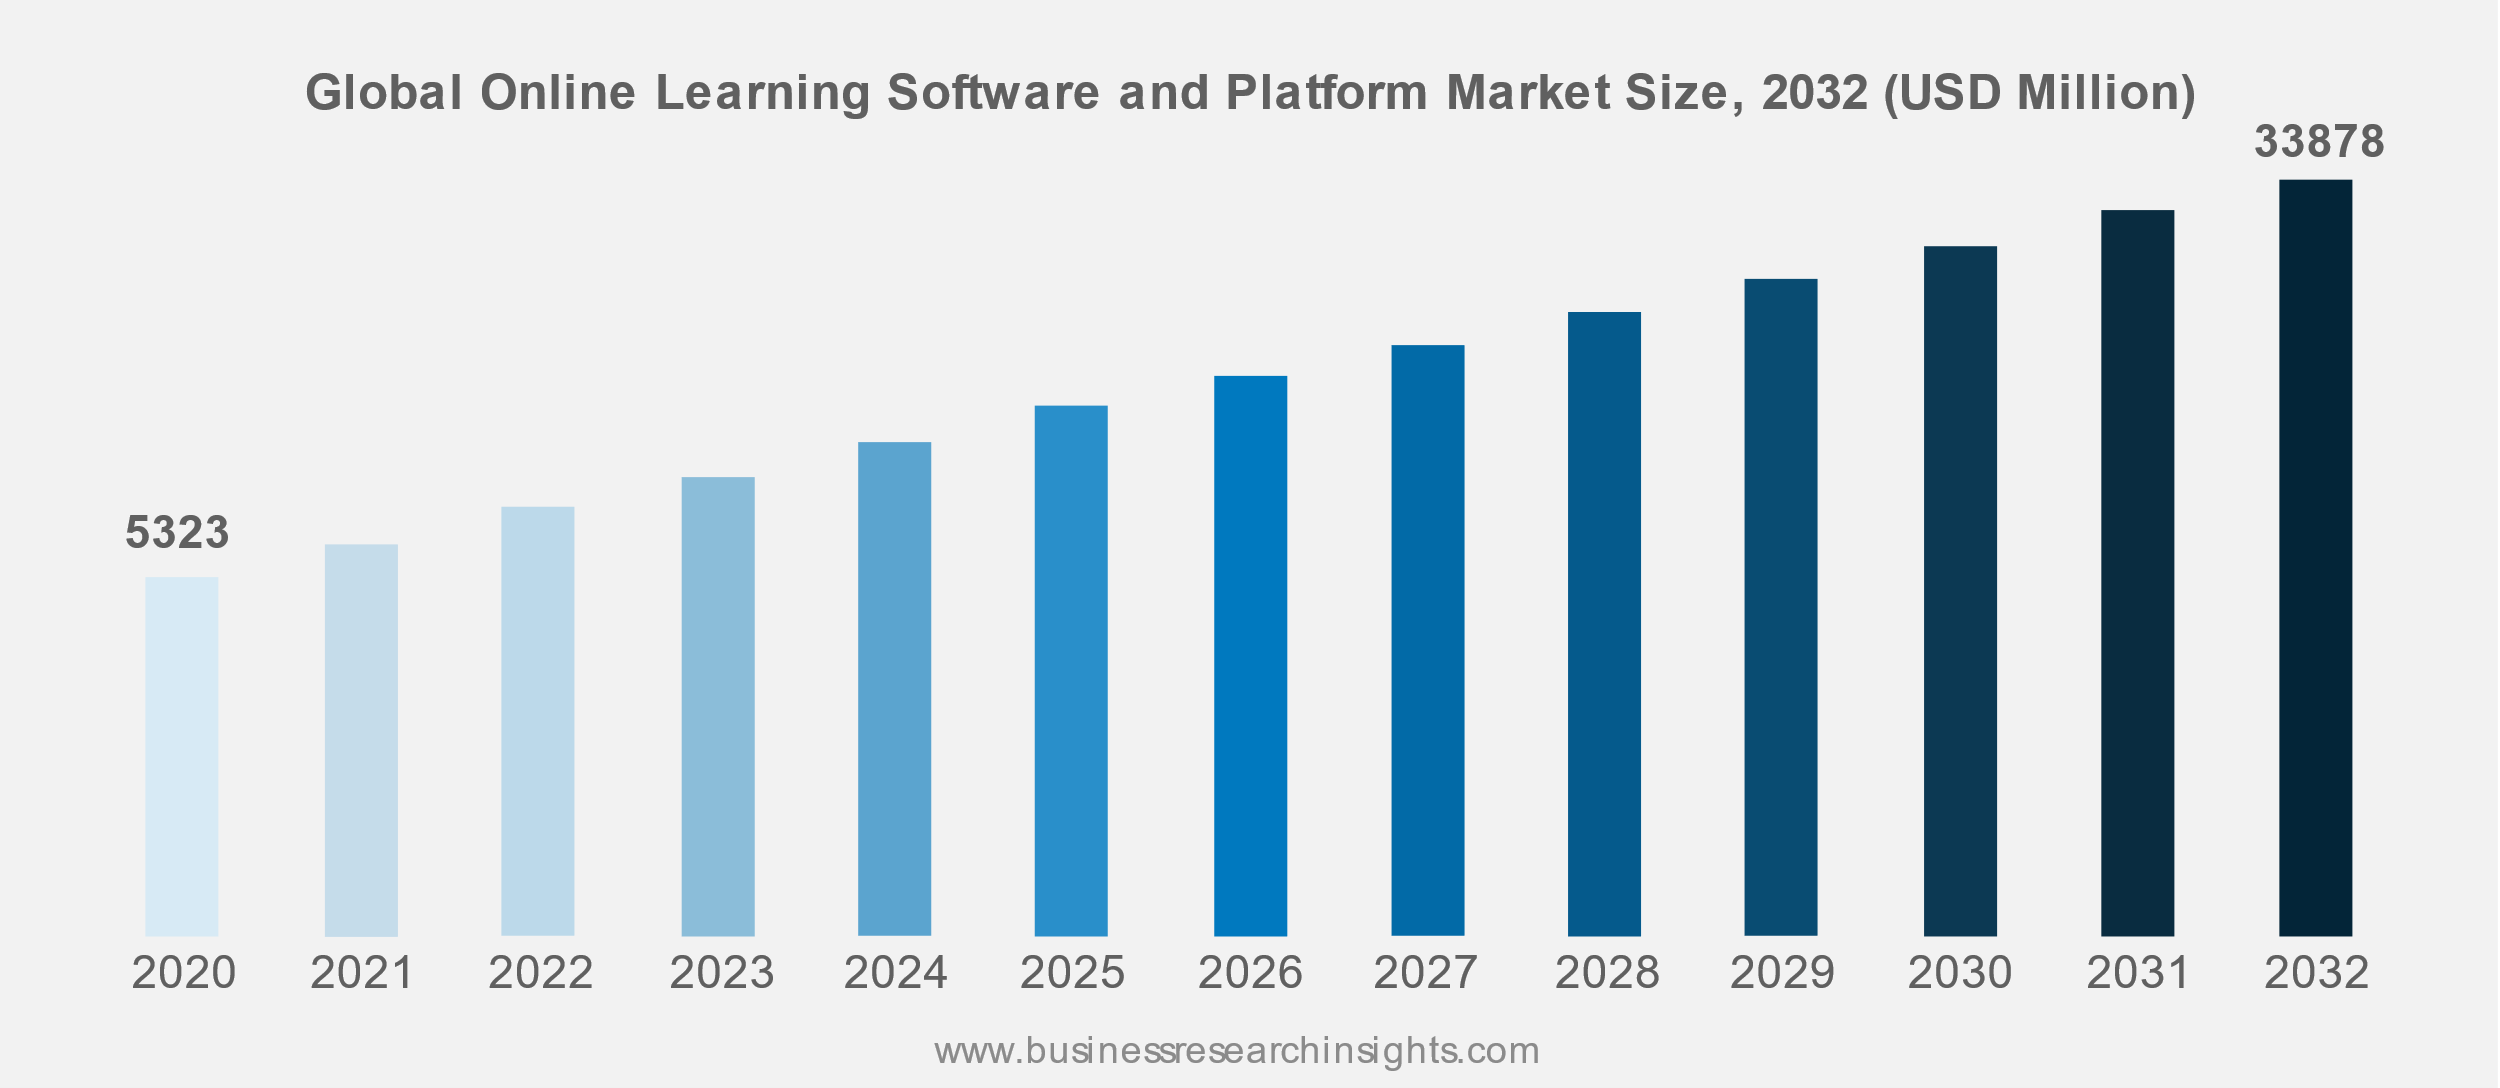 Global Online Learning Software and Platform Market Size, 2032 (USD Million)
33878
5323
2020 2021 2022 2023 2024 2025 2026 2027 2028 2029 2030 2031 2032
www.businessresearchinsights.com